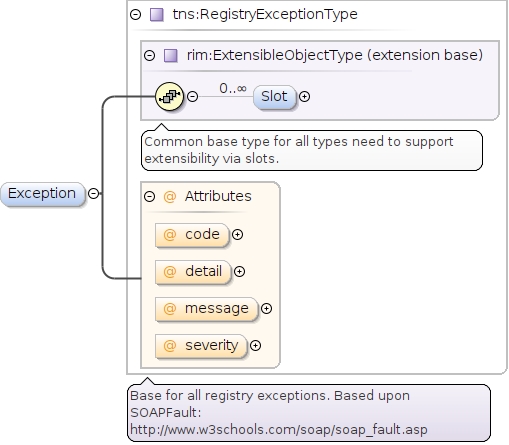 tns:RegistryExceptionType
rim:ExtensibleObjectType (extension base)
0..∞
Slot
Common base type for all types need to support
extensibility via slots.
Exception
@ Attributes
@ code
@ detail
@ message
@ severity
Base for all registry exceptions. Based upon
SOAPFault:
http://www.w3schools.com/soap/soap_fault.asp